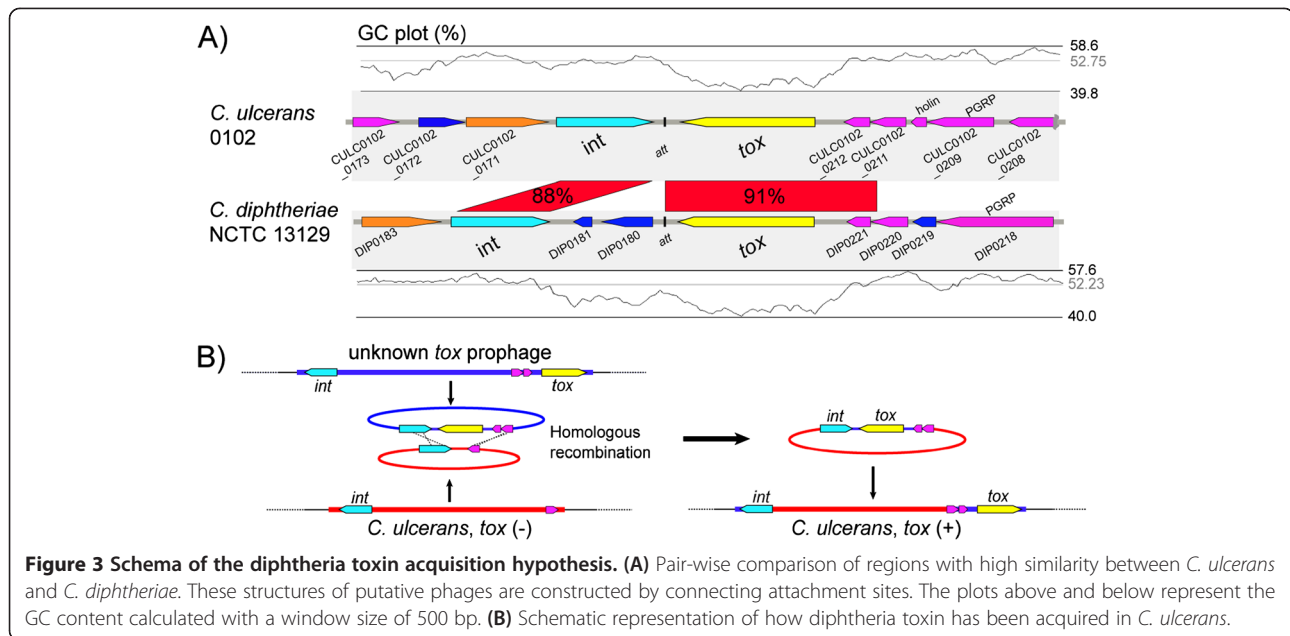 A)
GC plot (%)
58.6
52.75
39.8
C. ulcerans
0102
holin
PGRP
CULC0102
_0173
CULC0102
_0172
CULC0102
_0171
int
att
tox
CULC0102
_0212
CULC0102
_0211
CULC0102
_0209
CULC0102
_0208
88%
91%
C. diphtheriae
NCTC 13129
PGRP
DIP0183
int
DIP0181
DIP0180
att
tox
DIP0221
DIP0220
DIP0219
DIP0218
57.6
52.23
40.0
B)
unknown tox prophage
int
tox
Homologous
recombination
int
C. ulcerans, tox (-)
int
tox
int
tox
C. ulcerans, tox (+)
Figure 3 Schema of the diphtheria toxin acquisition hypothesis. (A) Pair-wise comparison of regions with high similarity between C. ulcerans
and C. diphtheriae. These structures of putative phages are constructed by connecting attachment sites. The plots above and below represent the
GC content calculated with a window size of 500 bp. (B) Schematic representation of how diphtheria toxin has been acquired in C. ulcerans.